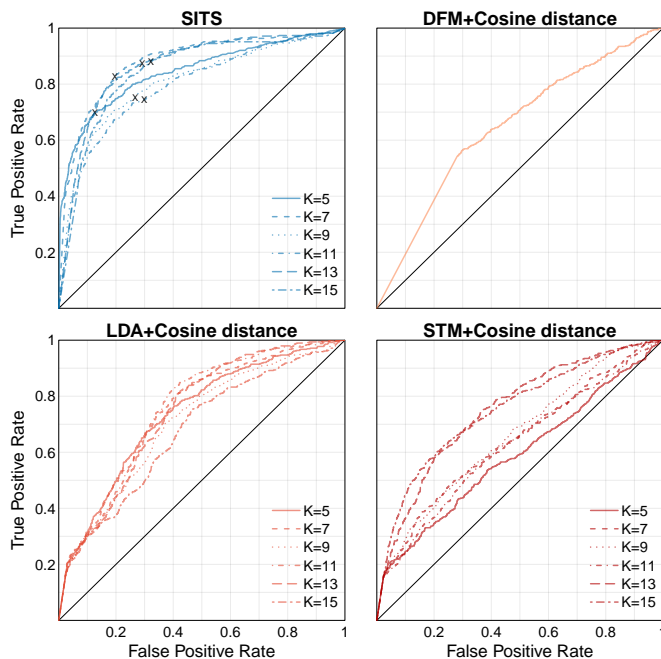 SITS
DFM+Cosine distance
1
0.8
0.6
0.4
0.2
True Positive Rate
x
x
x
x
x
x
K=5
K=7
K=9
K=11
K=13
K=15
LDA+Cosine distance
STM+Cosine distance
1
0.8
0.6
0.4
0.2
True Positive Rate
K=5
K=7
K=9
K=11
K=13
K=15
K=5
K=7
K=9
K=11
K=13
K=15
0.2 0.4 0.6 0.8 1
0.2 0.4 0.6 0.8 1
False Positive Rate
False Positive Rate